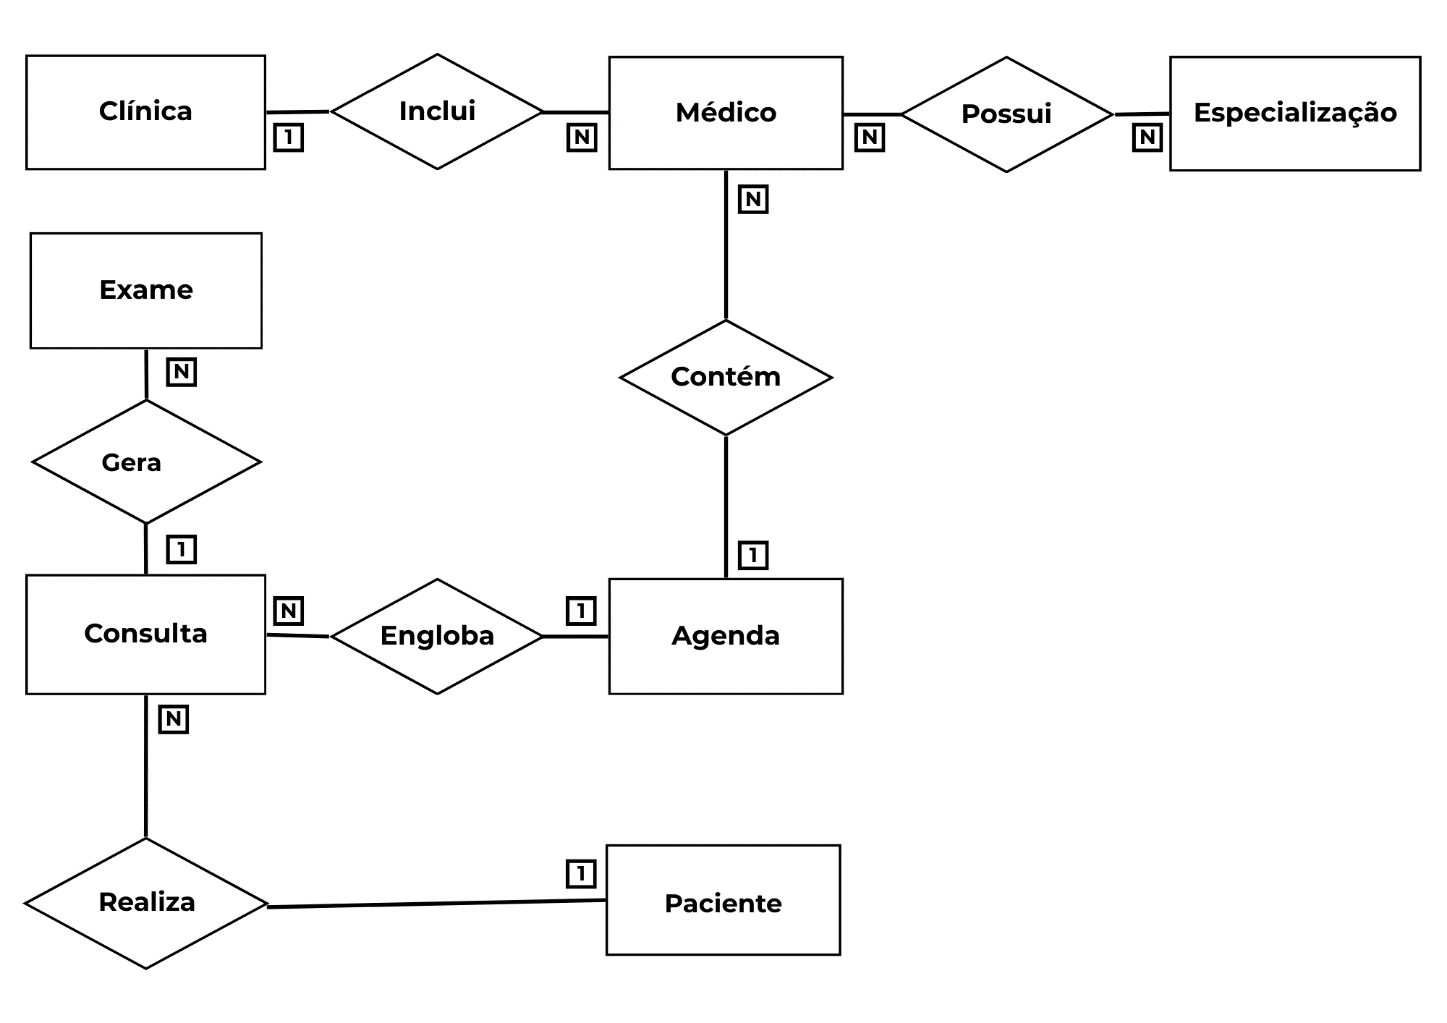 Clínica
Inclui
Médico
Possui
Especialização
1
N
N
N
N
Exame
N
Contém
Gera
1
1
Consulta
N
Engloba
1
Agenda
N
1
Realiza
Paciente